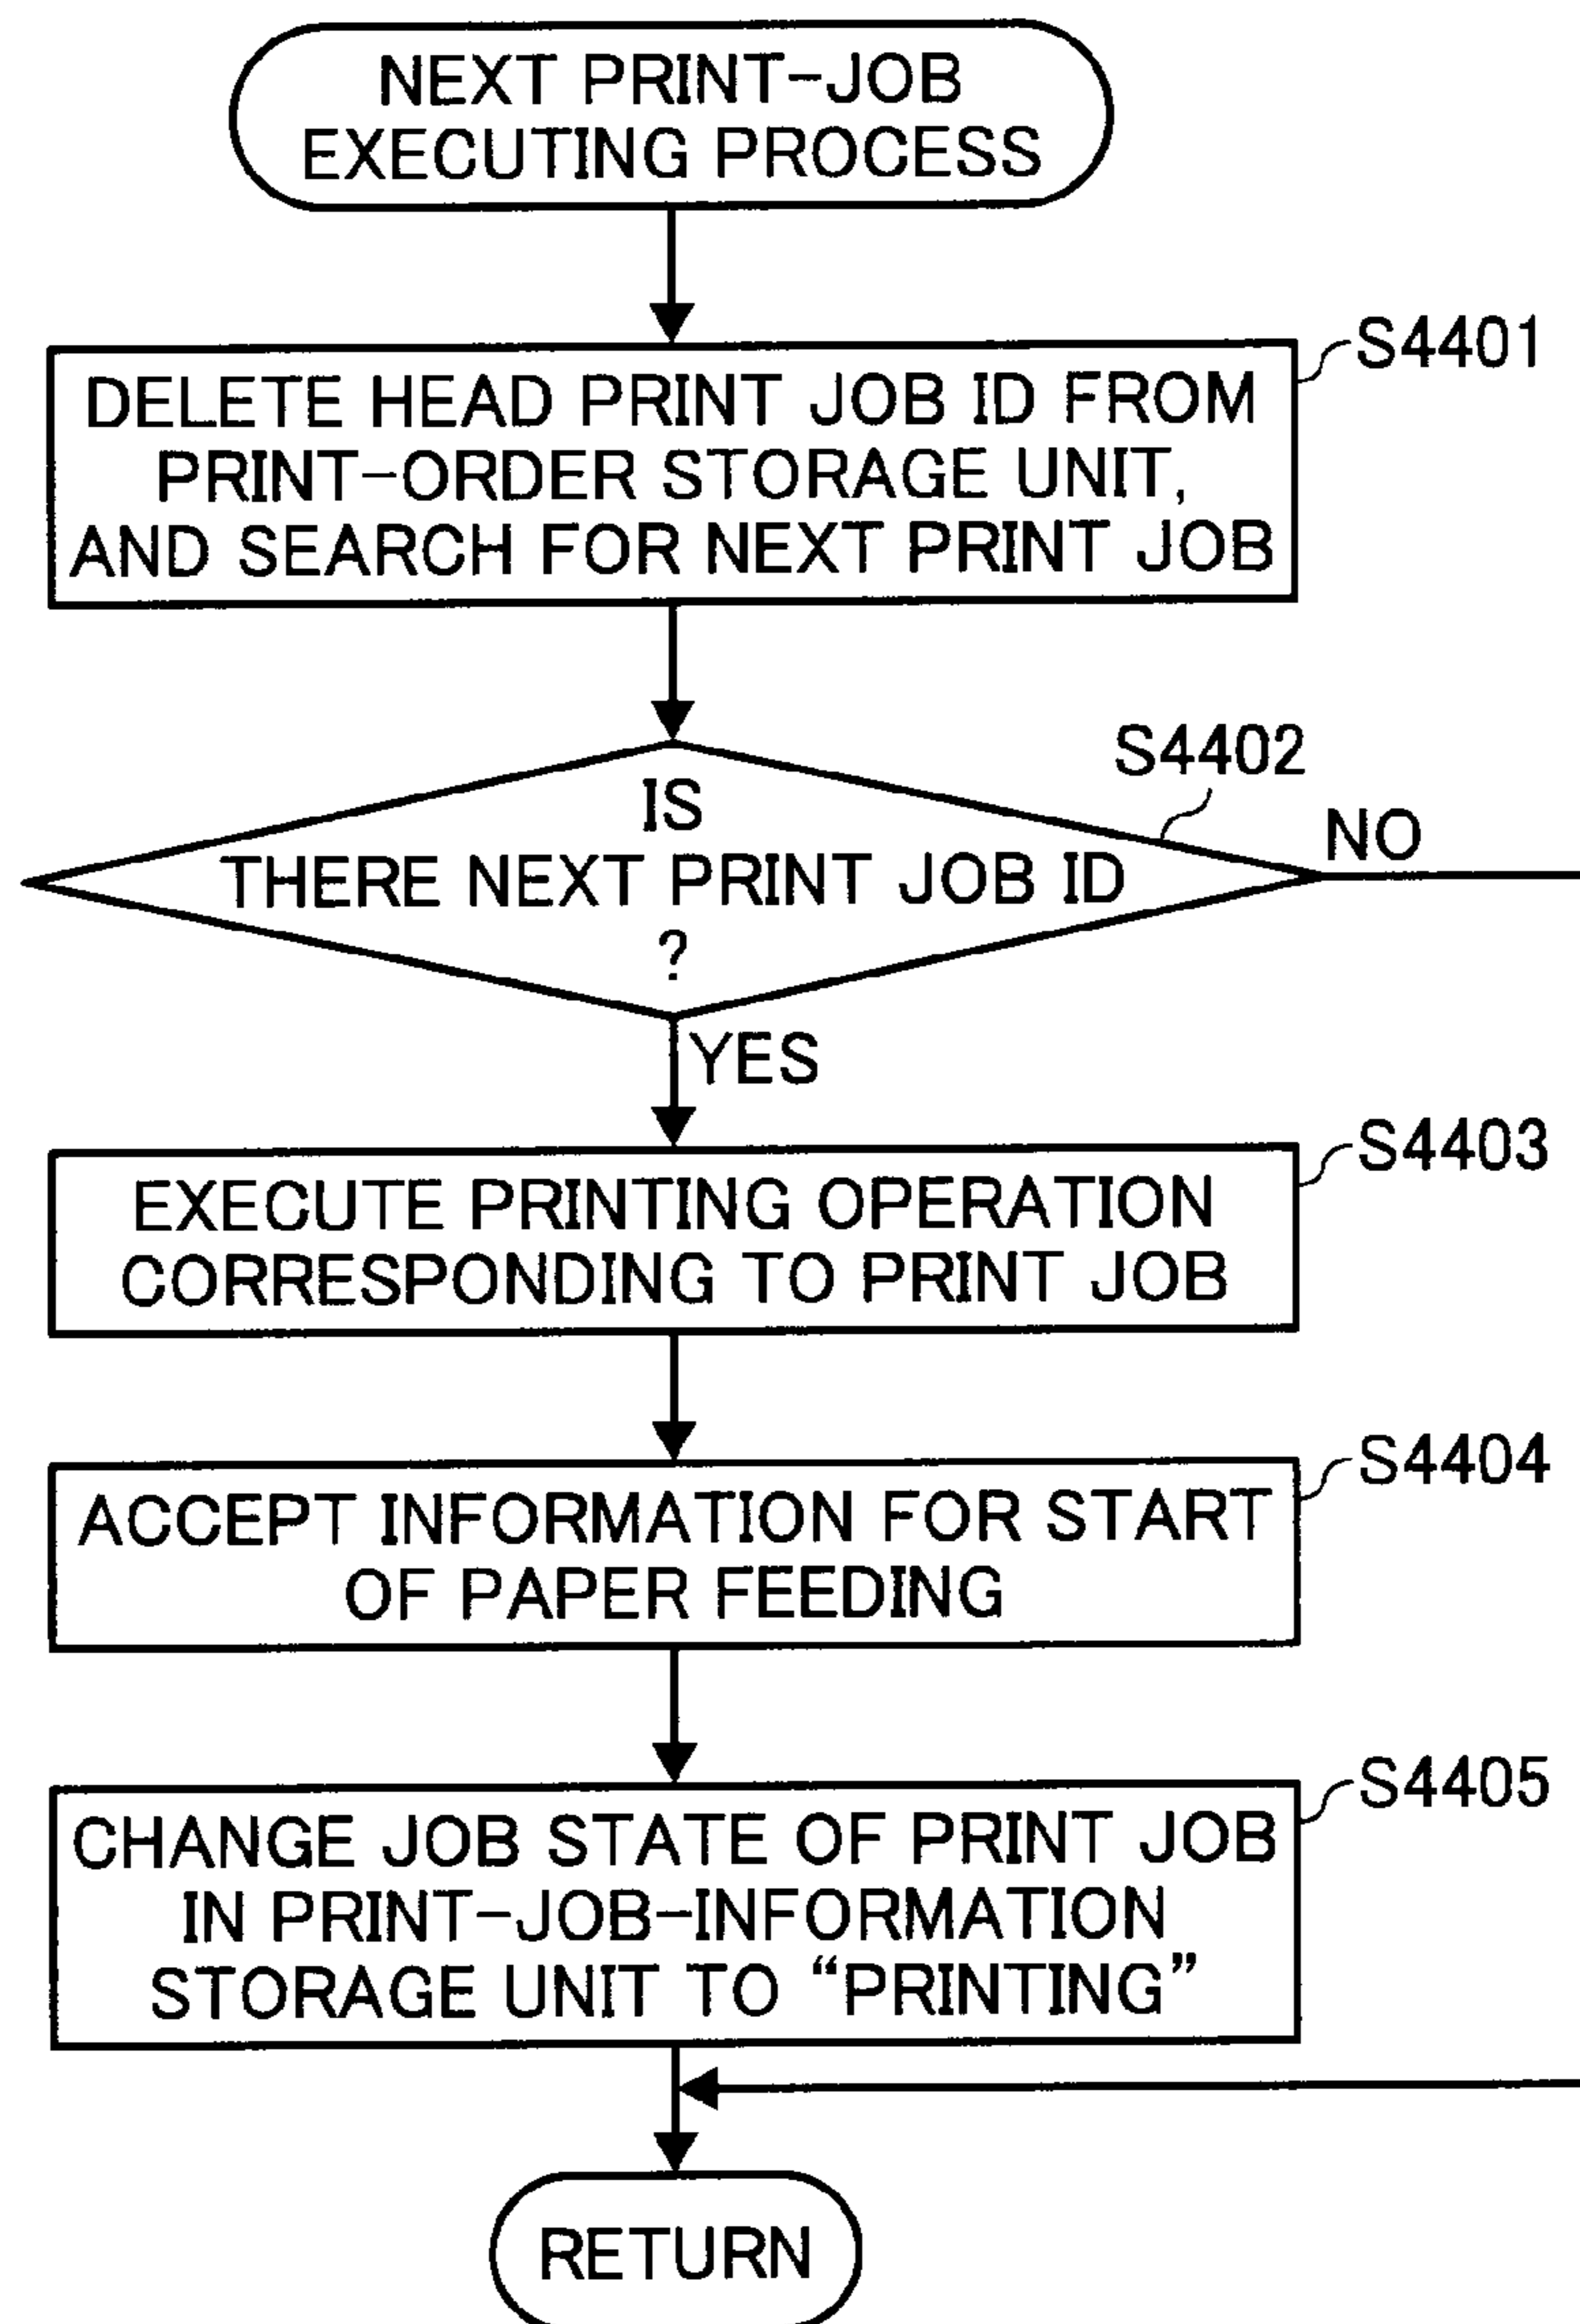 NEXT PRINT-JOB
EXECUTING PROCESS
S4401
DELETE HEAD PRINT JOB ID FROM
PRINT-ORDER STORAGE UNIT,
AND SEARCH FOR NEXT PRINT JOB
S4402
IS
THERE NEXT PRINT JOB ID
?
NO
YES
S4403
EXECUTE PRINTING OPERATION
CORRESPONDING TO PRINT JOB
S4404
ACCEPT INFORMATION FOR START
OF PAPER FEEDING
S4405
CHANGE JOB STATE OF PRINT JOB
IN PRINT-JOB-INFORMATION
STORAGE UNIT TO “PRINTING”
RETURN